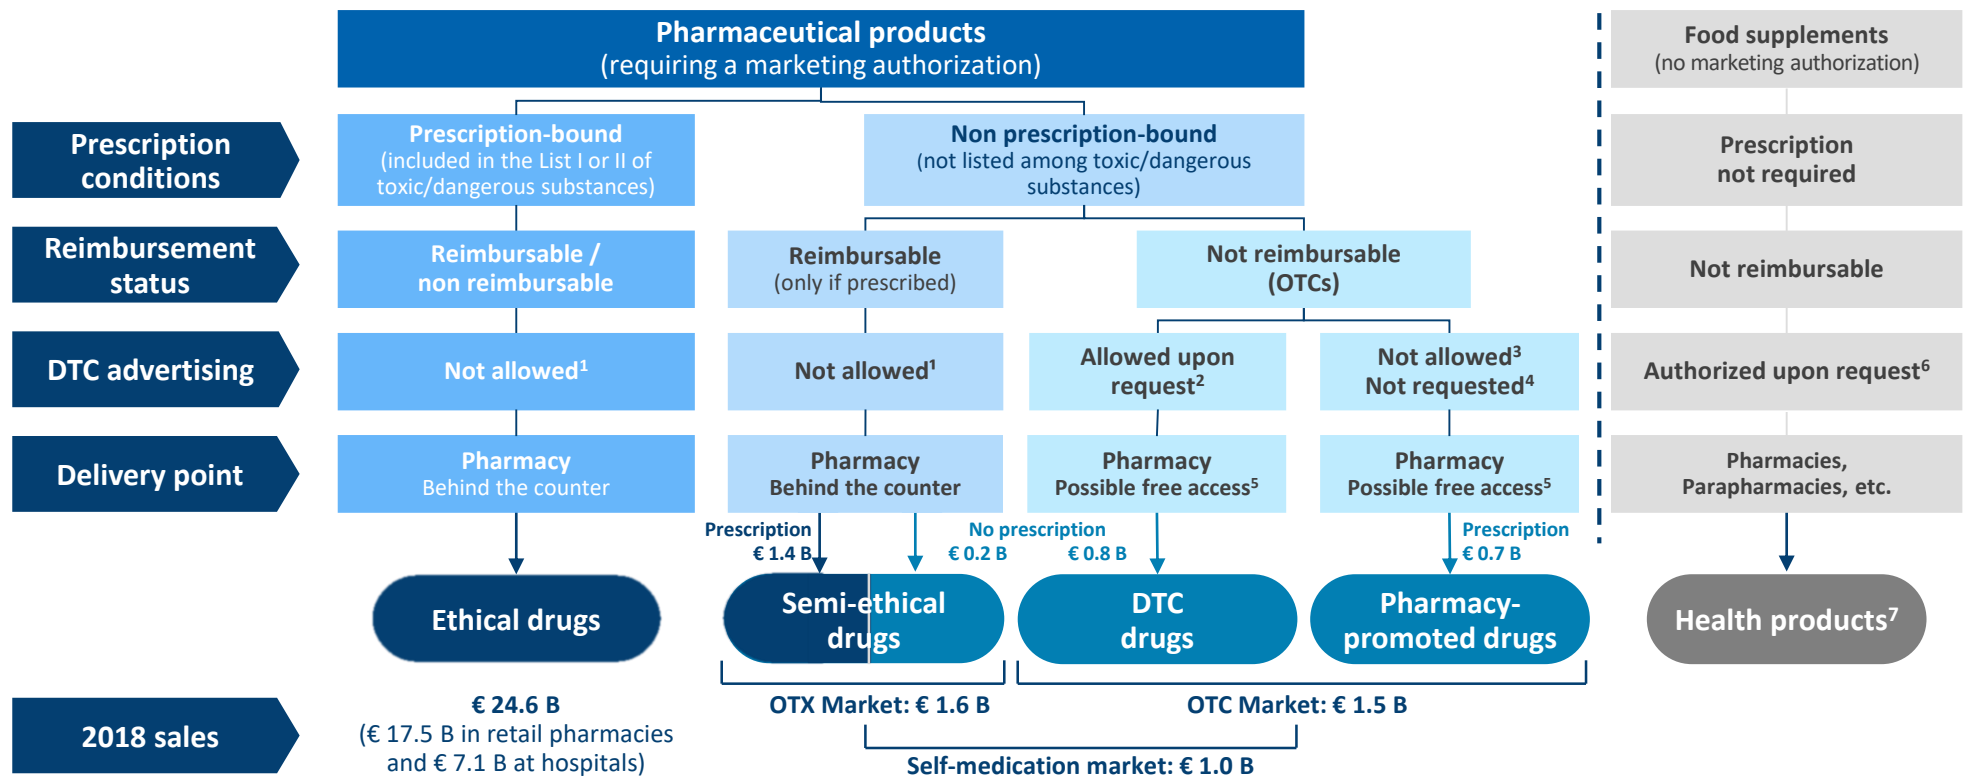 Pharmaceutical products
(requiring a marketing authorization)
Food supplements
(no marketing authorization)
Prescription
conditions
Prescription-bound
(included in the List I or II of
toxic/dangerous substances)
Non prescription-bound
(not listed among toxic/dangerous
substances)
Prescription
not required
Reimbursement
status
Reimbursable /
non reimbursable
Reimbursable
(only if prescribed)
Not reimbursable
(OTCs)
Not reimbursable
DTC advertising
Not allowed¹
Not allowed¹
Allowed upon
request²
Not allowed³
Not requested⁴
Authorized upon request⁶
Delivery point
Pharmacy
Behind the counter
Pharmacy
Behind the counter
Pharmacy
Possible free access⁵
Pharmacy
Possible free access⁵
Pharmacies,
Parapharmacies, etc.
Prescription
€ 1.4 B
No prescription
€ 0.2 B
€ 0.8 B
Prescription
€ 0.7 B
Ethical drugs
Semi-ethical
drugs
DTC
drugs
Pharmacy-
promoted drugs
Health products⁷
2018 sales
€ 24.6 B
(€ 17.5 B in retail pharmacies
and € 7.1 B at hospitals)
OTX Market: € 1.6 B
OTC Market: € 1.5 B
Self-medication market: € 1.0 B